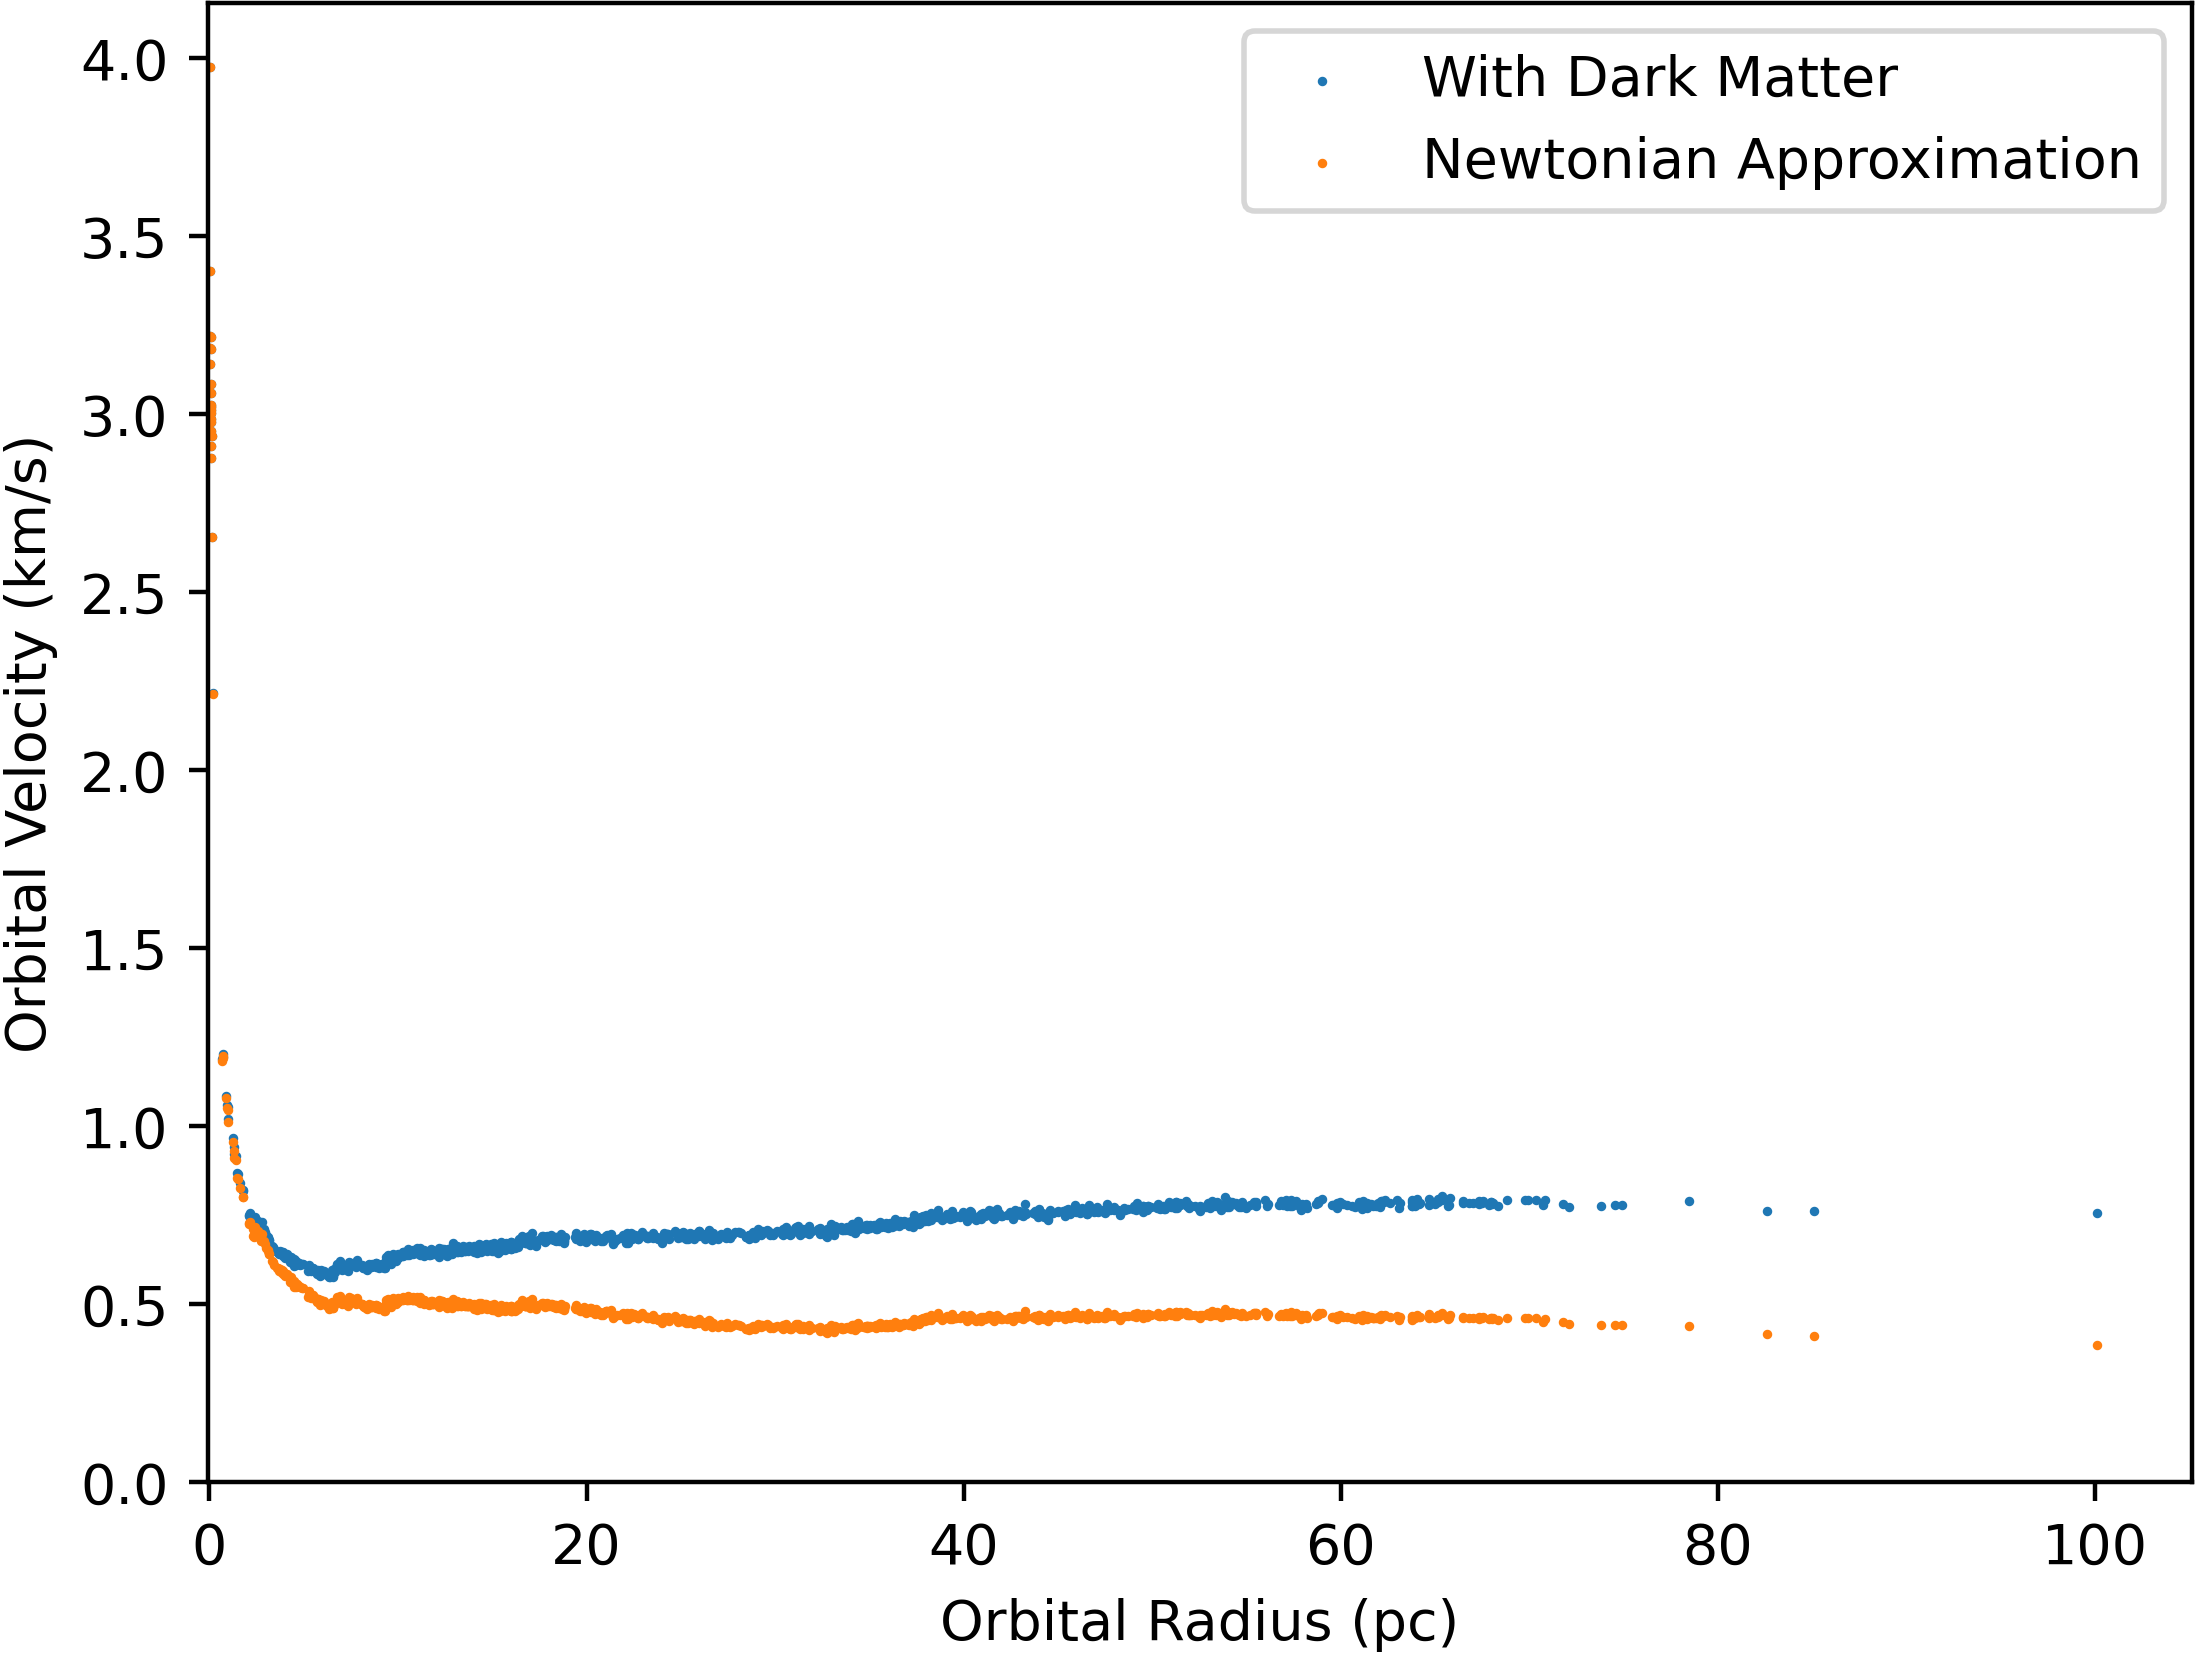 With Dark Matter
Newtonian Approximation
Orbital Velocity (km/s)
4.0
3.5
3.0
2.5
2.0
1.5
1.0
0.5
0.0
0 20 40 60 80 100
Orbital Radius (pc)